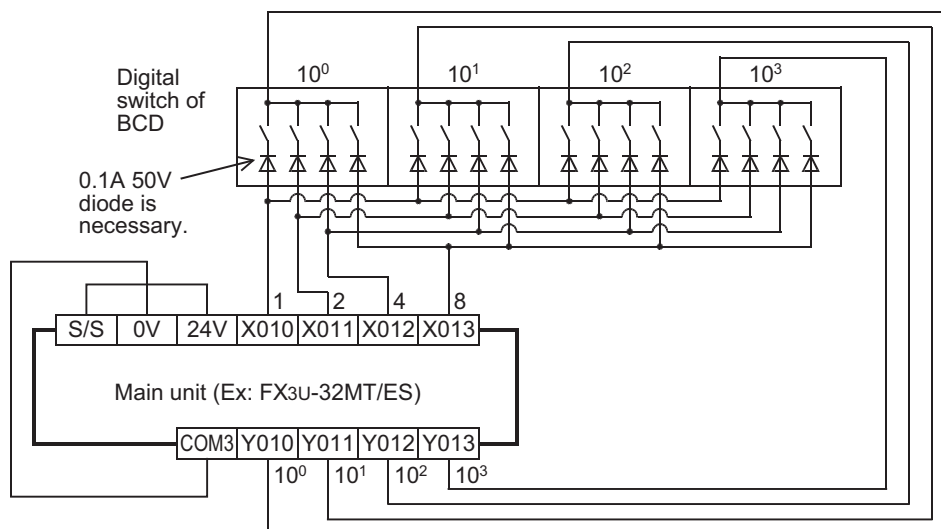 10⁰ 10¹ 10² 10³
Digital
switch of
BCD
0.1A 50V
diode is
necessary.
1 2 4 8
S/S 0V 24V X010 X011 X012 X013
Main unit (Ex: FX3U-32MT/ES)
COM3 Y010 Y011 Y012 Y013
10⁰ 10¹ 10² 10³